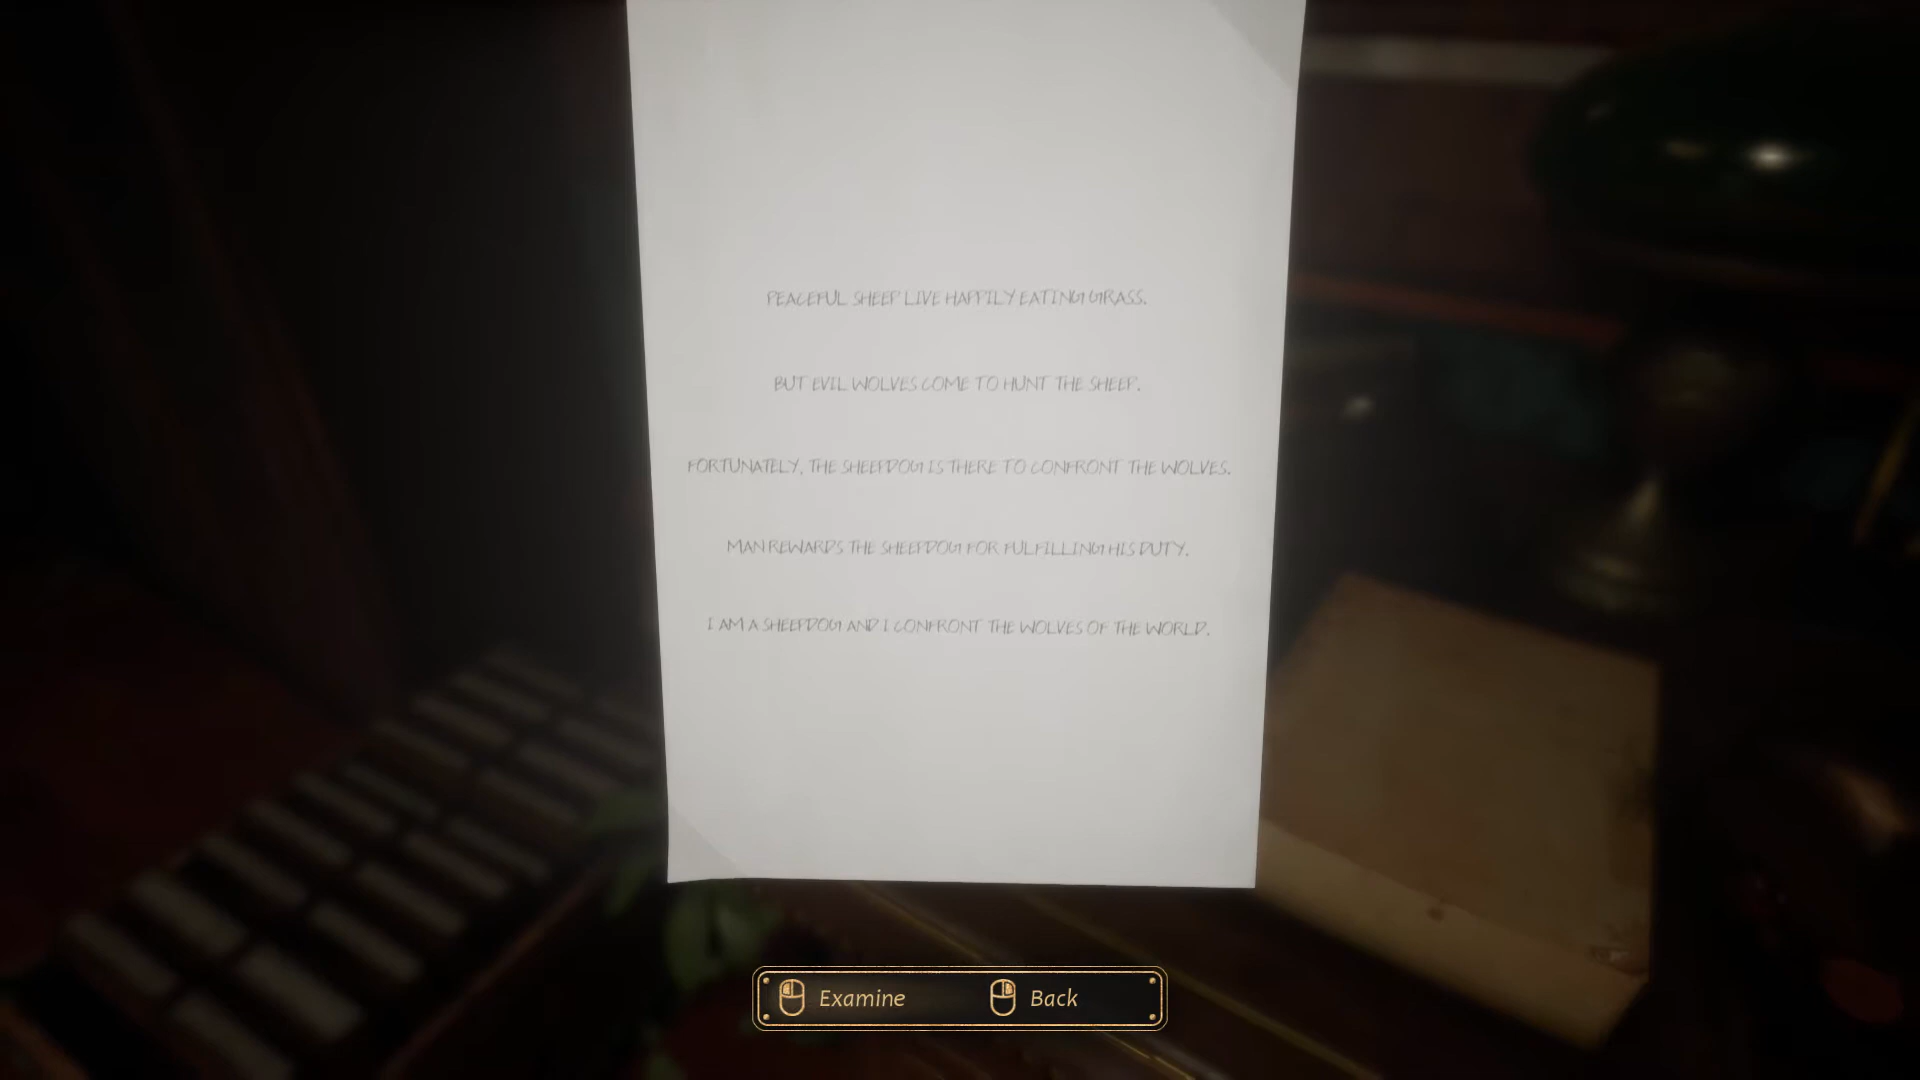 PEACEFUL SHEEP LIVE HAPPILY EATING GRASS.
BUT EVIL WOLVES COME TO HUNT THE SHEEP.
FORTUNATELY, THE SHEEPDOG IS THERE TO CONFRONT THE WOLVES.
MAN REWARDS THE SHEEPDOG FOR FULFILLING HIS DUTY.
I AM A SHEEPDOG AND I CONFRONT THE WOLVES OF THE WORLD.
Examine Back